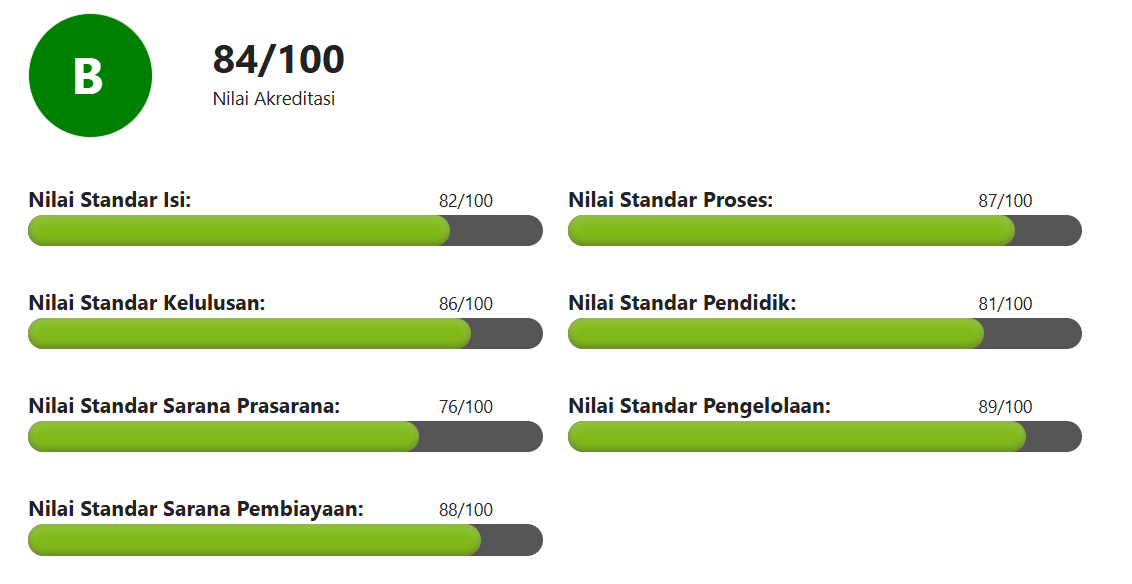 B
84/100
Nilai Akreditasi
Nilai Standar Isi: 82/100
Nilai Standar Proses: 87/100
Nilai Standar Kelulusan: 86/100
Nilai Standar Pendidik: 81/100
Nilai Standar Sarana Prasarana: 76/100
Nilai Standar Pengelolaan: 89/100
Nilai Standar Sarana Pembiayaan: 88/100